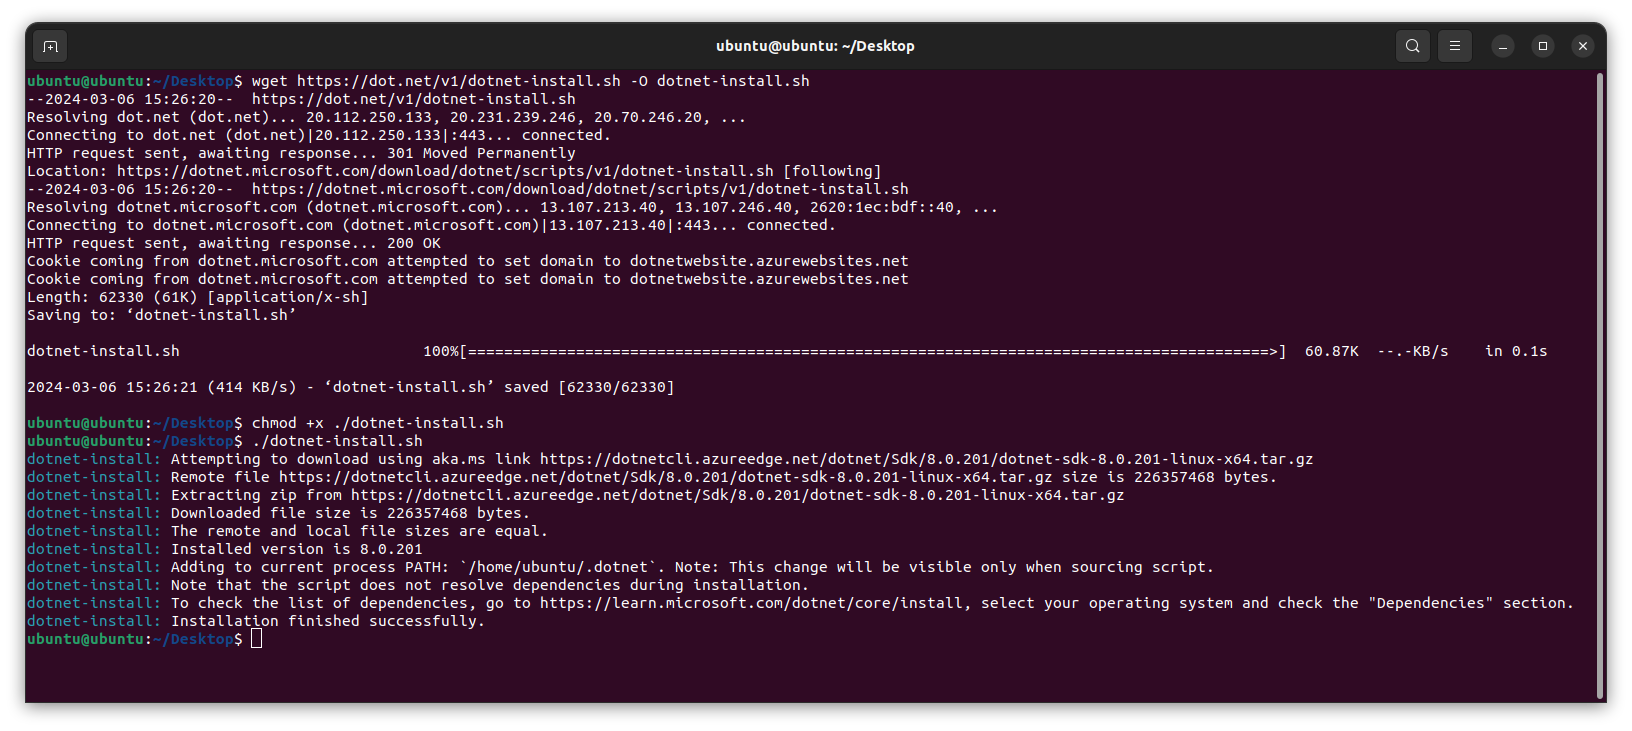 ubuntu@ubuntu: ~/Desktop
ubuntu@ubuntu:~/Desktop$ wget https://dot.net/v1/dotnet-install.sh -O dotnet-install.sh
--2024-03-06 15:26:20--  https://dot.net/v1/dotnet-install.sh
Resolving dot.net (dot.net)... 20.112.250.133, 20.231.239.246, 20.70.246.20, ...
Connecting to dot.net (dot.net)|20.112.250.133|:443... connected.
HTTP request sent, awaiting response... 301 Moved Permanently
Location: https://dotnet.microsoft.com/download/dotnet/scripts/v1/dotnet-install.sh [following]
--2024-03-06 15:26:20--  https://dotnet.microsoft.com/download/dotnet/scripts/v1/dotnet-install.sh
Resolving dotnet.microsoft.com (dotnet.microsoft.com)... 13.107.213.40, 13.107.246.40, 2620:1ec:bdf::40, ...
Connecting to dotnet.microsoft.com (dotnet.microsoft.com)|13.107.213.40|:443... connected.
HTTP request sent, awaiting response... 200 OK
Cookie coming from dotnet.microsoft.com attempted to set domain to dotnetwebsite.azurewebsites.net
Cookie coming from dotnet.microsoft.com attempted to set domain to dotnetwebsite.azurewebsites.net
Length: 62330 (61K) [application/x-sh]
Saving to: ‘dotnet-install.sh’
dotnet-install.sh                           100%[=========================================================================================>]  60.87K  --.-KB/s    in 0.1s
2024-03-06 15:26:21 (414 KB/s) - ‘dotnet-install.sh’ saved [62330/62330]
ubuntu@ubuntu:~/Desktop$ chmod +x ./dotnet-install.sh
ubuntu@ubuntu:~/Desktop$ ./dotnet-install.sh
dotnet-install: Attempting to download using aka.ms link https://dotnetcli.azureedge.net/dotnet/Sdk/8.0.201/dotnet-sdk-8.0.201-linux-x64.tar.gz
dotnet-install: Remote file https://dotnetcli.azureedge.net/dotnet/Sdk/8.0.201/dotnet-sdk-8.0.201-linux-x64.tar.gz size is 226357468 bytes.
dotnet-install: Extracting zip from https://dotnetcli.azureedge.net/dotnet/Sdk/8.0.201/dotnet-sdk-8.0.201-linux-x64.tar.gz
dotnet-install: Downloaded file size is 226357468 bytes.
dotnet-install: The remote and local file sizes are equal.
dotnet-install: Installed version is 8.0.201
dotnet-install: Adding to current process PATH: `/home/ubuntu/.dotnet`. Note: This change will be visible only when sourcing script.
dotnet-install: Note that the script does not resolve dependencies during installation.
dotnet-install: To check the list of dependencies, go to https://learn.microsoft.com/dotnet/core/install, select your operating system and check the "Dependencies" section.
dotnet-install: Installation finished successfully.
ubuntu@ubuntu:~/Desktop$